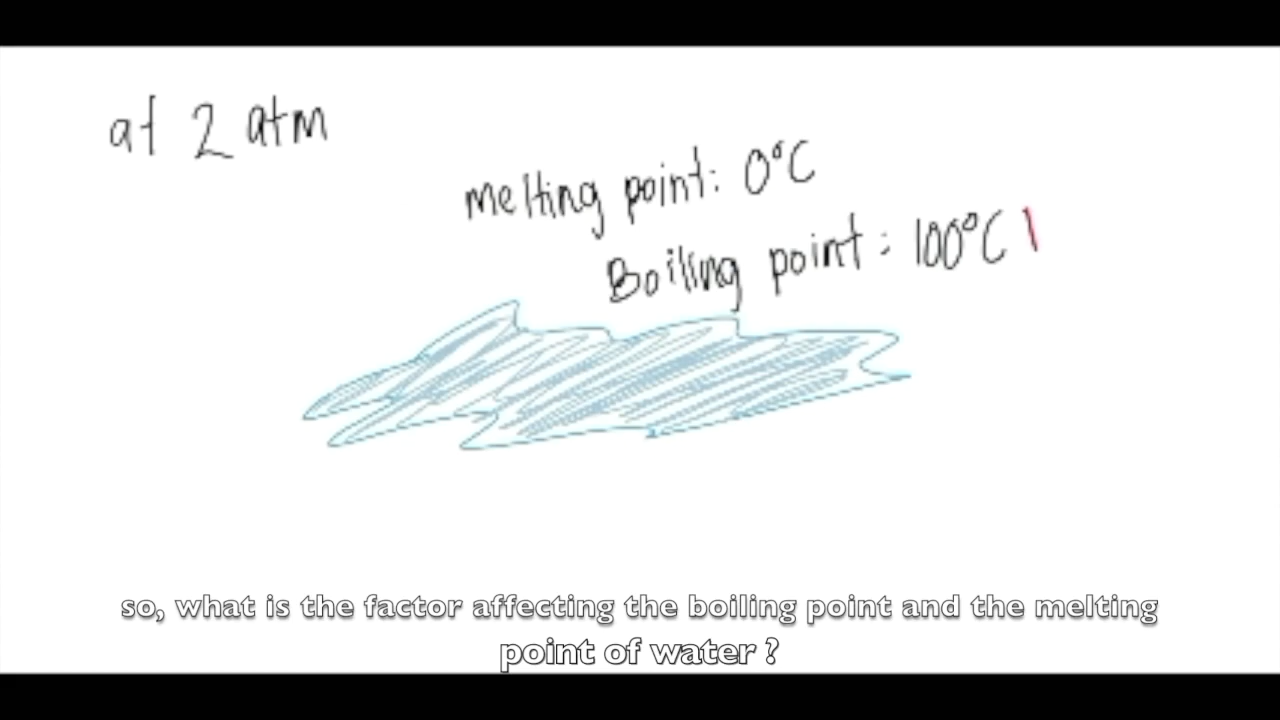 at 2 atm
melting point: 0°C
Boiling point: 100°C
so, what is the factor affecting the boiling point and the melting
point of water ?